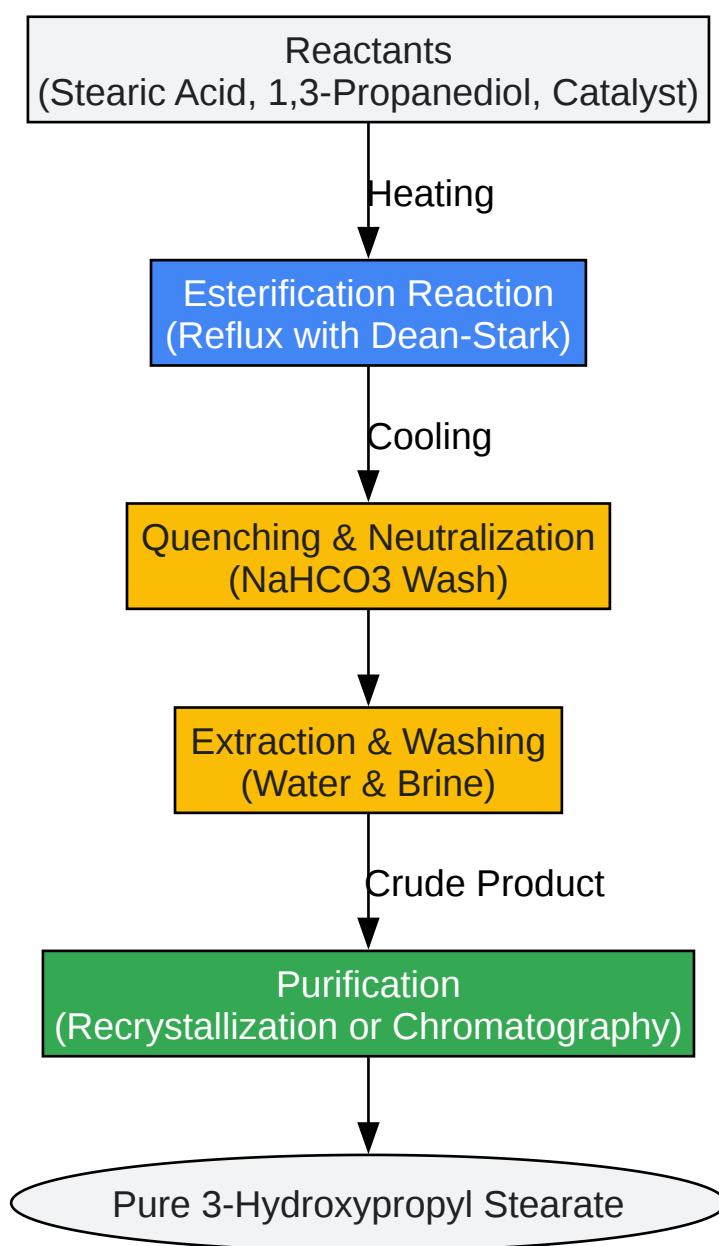 Reactants
(Stearic Acid, 1,3-Propanediol, Catalyst)
Heating
Esterification Reaction
(Reflux with Dean-Stark)
Cooling
Quenching & Neutralization
(NaHCO3 Wash)
Extraction & Washing
(Water & Brine)
Crude Product
Purification
(Recrystallization or Chromatography)
Pure 3-Hydroxypropyl Stearate